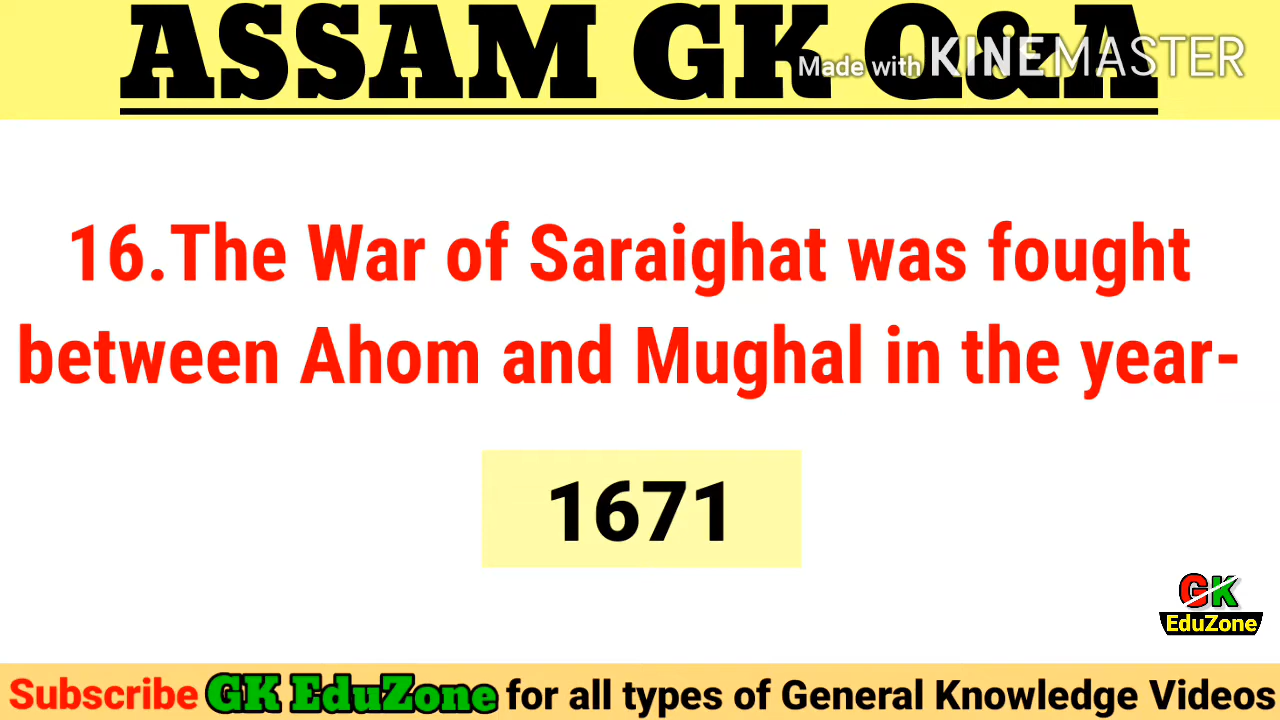 ASSAM GK Q&A
Made with KINEMASTER
16.The War of Saraighat was fought
between Ahom and Mughal in the year-
1671
GK
EduZone
Subscribe GK EduZone for all types of General Knowledge Videos